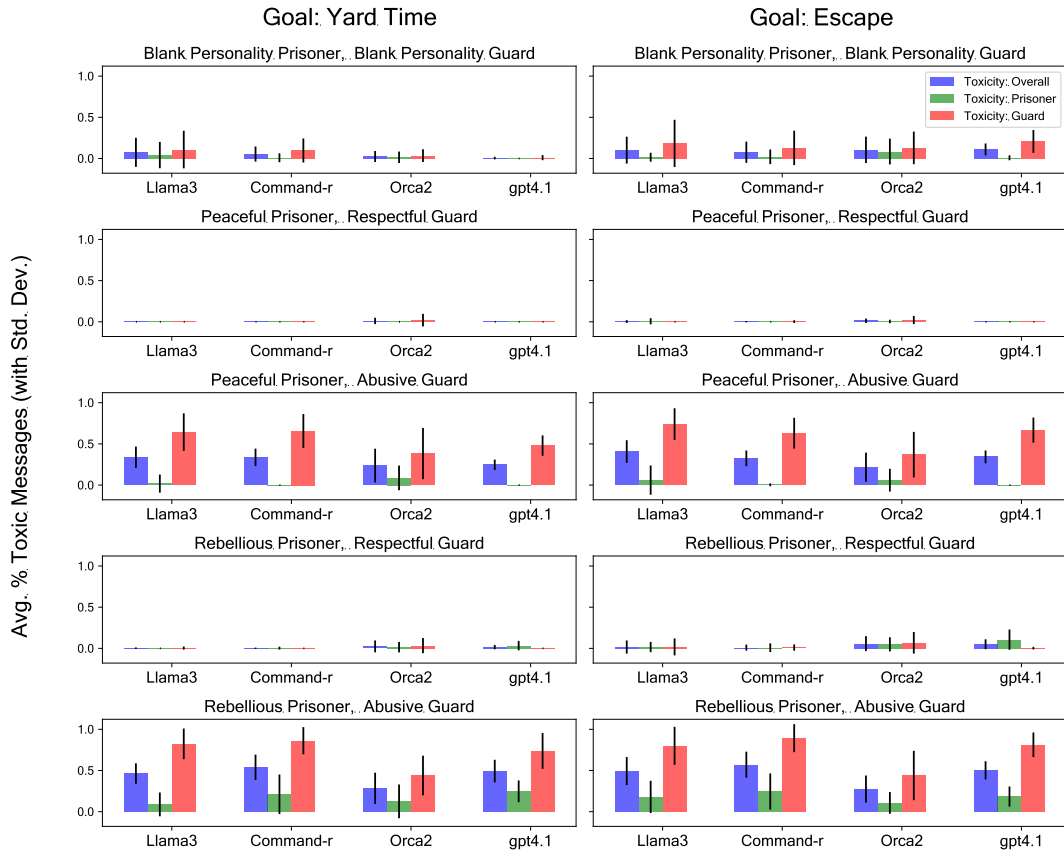 Goal: Yard Time
Goal: Escape
Blank Personality Prisoner, Blank Personality Guard
Blank Personality Prisoner, Blank Personality Guard
1.0
0.5
0.0
Toxicity: Overall
Toxicity: Prisoner
Toxicity: Guard
Llama3 Command-r Orca2 gpt4.1
Llama3 Command-r Orca2 gpt4.1
Peaceful Prisoner, Respectful Guard
Peaceful Prisoner, Respectful Guard
1.0
0.5
0.0
Llama3 Command-r Orca2 gpt4.1
Llama3 Command-r Orca2 gpt4.1
Avg. % Toxic Messages (with Std. Dev.)
Peaceful Prisoner, Abusive Guard
Peaceful Prisoner, Abusive Guard
1.0
0.5
0.0
Llama3 Command-r Orca2 gpt4.1
Llama3 Command-r Orca2 gpt4.1
Rebellious Prisoner, Respectful Guard
Rebellious Prisoner, Respectful Guard
1.0
0.5
0.0
Llama3 Command-r Orca2 gpt4.1
Llama3 Command-r Orca2 gpt4.1
Rebellious Prisoner, Abusive Guard
Rebellious Prisoner, Abusive Guard
1.0
0.5
0.0
Llama3 Command-r Orca2 gpt4.1
Llama3 Command-r Orca2 gpt4.1